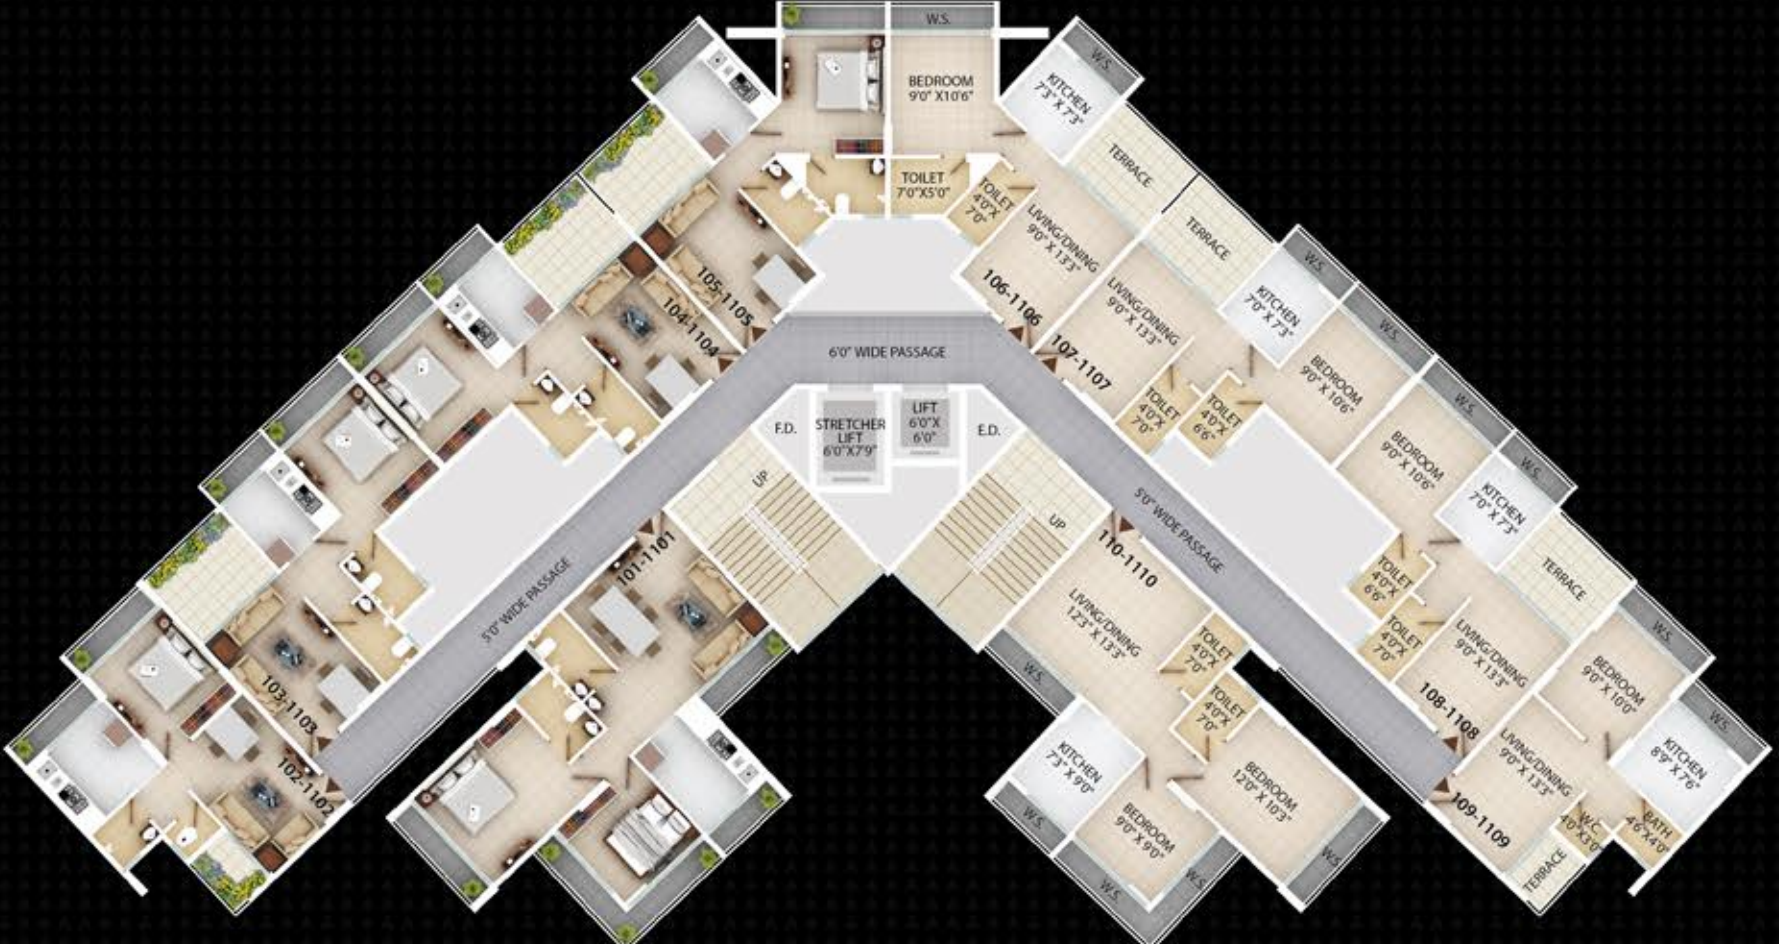 W.S.
BEDROOM
9'0" X10'6"
W.S.
KITCHEN
7'3" X 7'3"
TERRACE
TOILET
7'0"X5'0"
TOILET
4'0"X
7'0"
LIVING/DINING
9'0" X 13'3"
TERRACE
105-1105
104-1104
106-1106
107-1107
LIVING/DINING
9'0" X 13'3"
W.S.
KITCHEN
7'0" X 7'3"
W.S.
6'0" WIDE PASSAGE
BEDROOM
9'0" X 10'6"
TOILET
4'0"X
7'0"
TOILET
4'0"X
6'6"
W.S.
F.D.
STRETCHER
LIFT
6'0"X7'9"
LIFT
6'0"X
6'0"
E.D.
BEDROOM
9'0" X 10'6"
W.S.
UP
UP
KITCHEN
7'0" X 7'3"
5'0" WIDE PASSAGE
5'0" WIDE PASSAGE
101-1101
110-1110
TOILET
4'0"X
6'6"
TERRACE
LIVING/DINING
12'3" X 13'3"
TOILET
4'0"X
7'0"
TOILET
4'0"X
7'0"
LIVING/DINING
9'0" X 13'3"
W.S.
W.S.
TOILET
4'0"X
7'0"
BEDROOM
9'0" X 10'0"
103-1103
108-1108
W.S.
102-1102
KITCHEN
7'3" X 9'0"
BEDROOM
12'0" X 10'3"
LIVING/DINING
9'0" X 13'3"
KITCHEN
8'9" X 7'6"
W.S.
BEDROOM
9'0" X 9'0"
109-1109
W.C.
4'0"X3'0"
BATH
4'6"X4'0"
W.S.
W.S.
W.S.
TERRACE